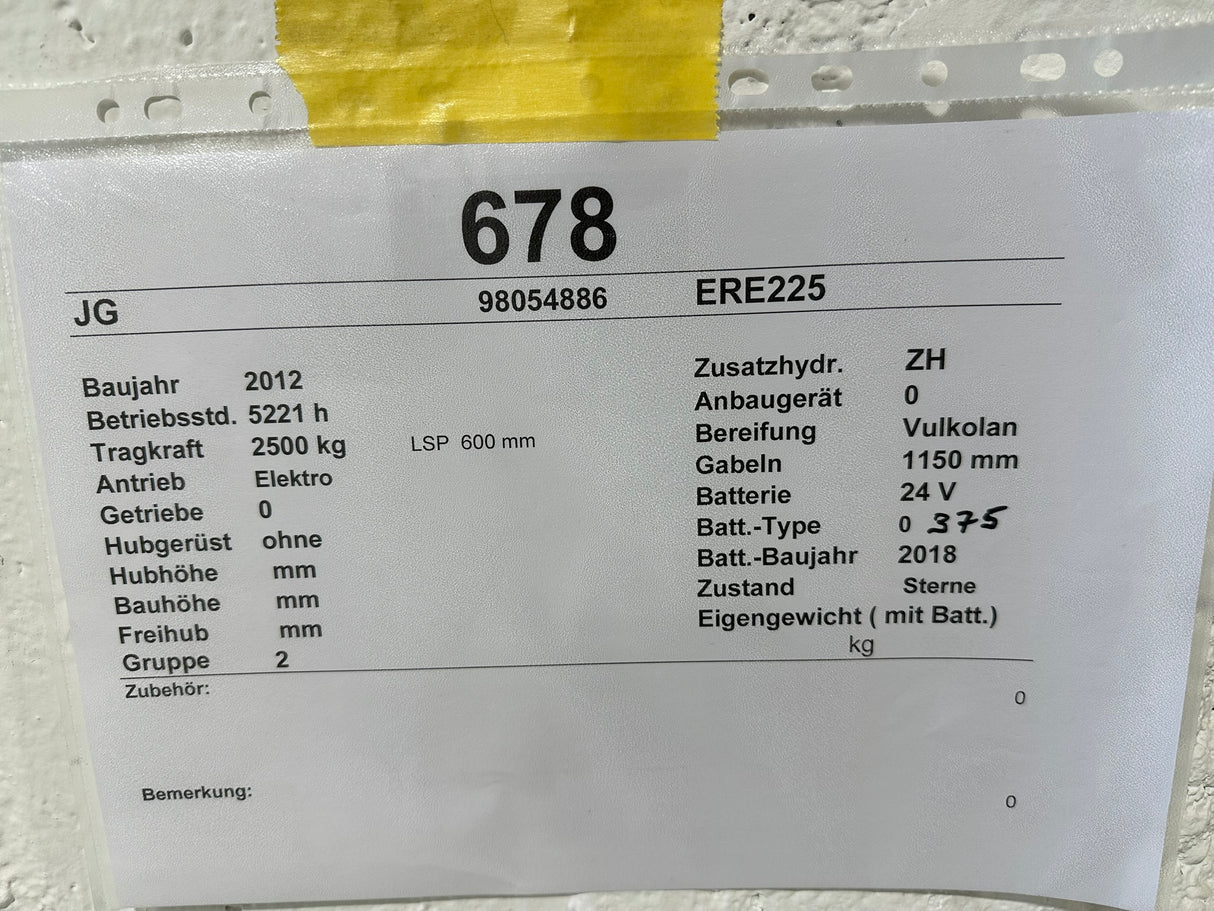 678
JG 98054886 ERE225
Baujahr 2012
Betriebsstd. 5221 h
Tragkraft 2500 kg LSP 600 mm
Antrieb Elektro
Getriebe 0
Hubgerüst ohne
Hubhöhe mm
Bauhöhe mm
Freihub mm
Gruppe 2
Zusatzhydr. ZH
Anbaugerät 0
Bereifung Vulkolan
Gabeln 1150 mm
Batterie 24 V
Batt.-Type 0 375
Batt.-Baujahr 2018
Zustand Sterne
Eigengewicht ( mit Batt.)
kg
Zubehör: 0
Bemerkung: 0